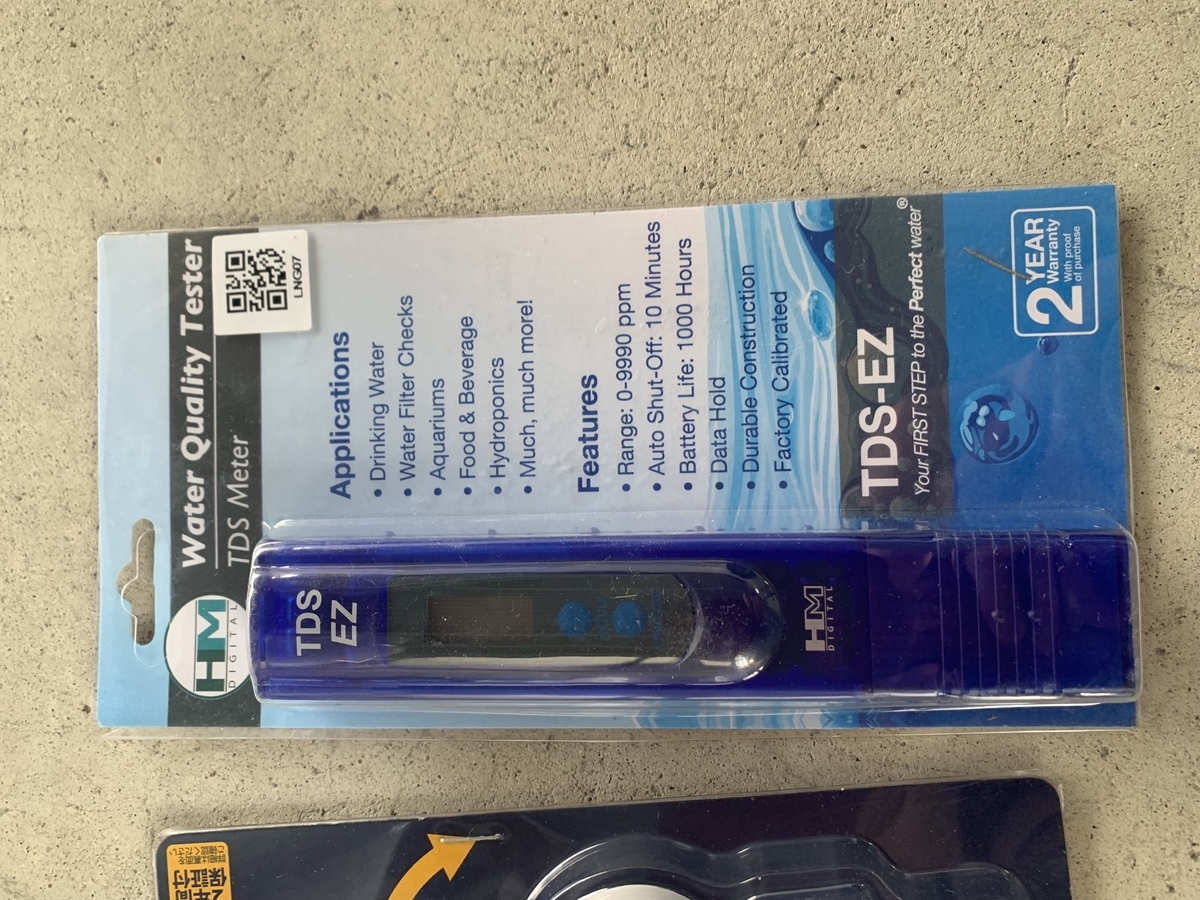 Water Quality Tester
TDS Meter
LNG07
HM
DIGITAL
Applications
• Drinking Water
• Water Filter Checks
• Aquariums
• Food & Beverage
• Hydroponics
• Much, much more!
Features
• Range: 0-9990 ppm
• Auto Shut-Off: 10 Minutes
• Battery Life: 1000 Hours
• Data Hold
• Durable Construction
• Factory Calibrated
TDS-EZ
Your FIRST STEP to the Perfect water®
2 YEAR
Warranty
With proof
of purchase
TDS
EZ
HM
DIGITAL
保証付